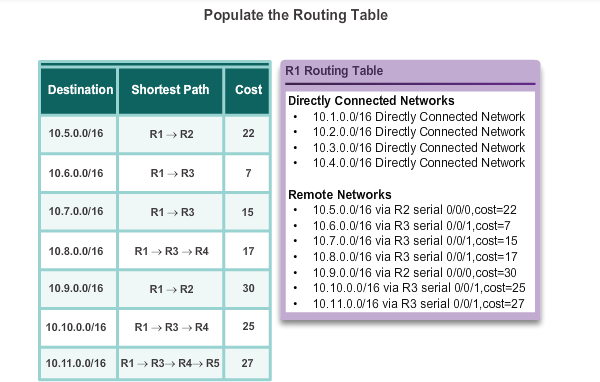 Populate the Routing Table
Destination Shortest Path Cost
10.5.0.0/16 R1 → R2 22
10.6.0.0/16 R1 → R3 7
10.7.0.0/16 R1 → R3 15
10.8.0.0/16 R1 → R3 → R4 17
10.9.0.0/16 R1 → R2 30
10.10.0.0/16 R1 → R3 → R4 25
10.11.0.0/16 R1 → R3 → R4 → R5 27
R1 Routing Table
Directly Connected Networks
• 10.1.0.0/16 Directly Connected Network
• 10.2.0.0/16 Directly Connected Network
• 10.3.0.0/16 Directly Connected Network
• 10.4.0.0/16 Directly Connected Network
Remote Networks
• 10.5.0.0/16 via R2 serial 0/0/0,cost=22
• 10.6.0.0/16 via R3 serial 0/0/1,cost=7
• 10.7.0.0/16 via R3 serial 0/0/1,cost=15
• 10.8.0.0/16 via R3 serial 0/0/1,cost=17
• 10.9.0.0/16 via R2 serial 0/0/0,cost=30
• 10.10.0.0/16 via R3 serial 0/0/1,cost=25
• 10.11.0.0/16 via R3 serial 0/0/1,cost=27